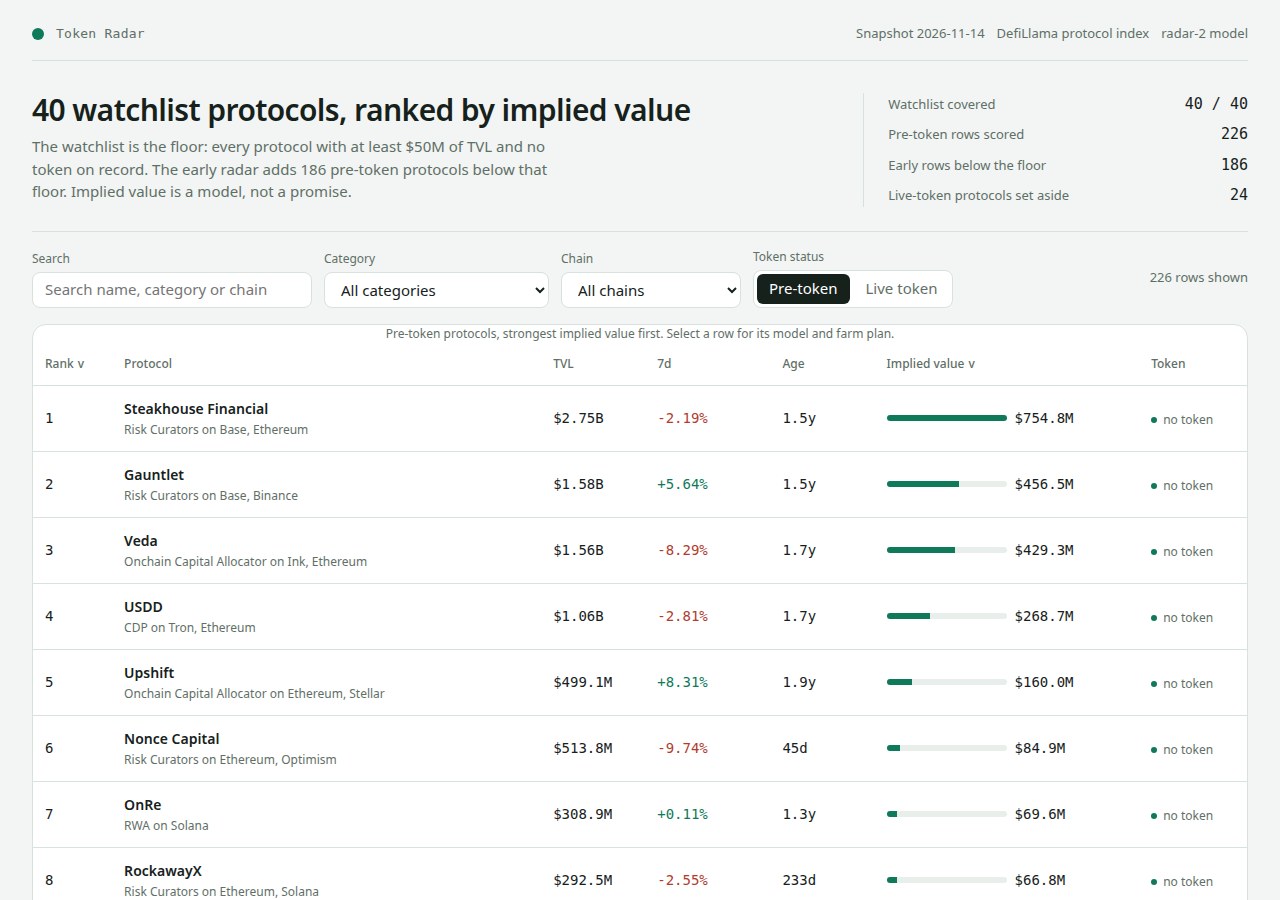 Token Radar
Snapshot 2026-11-14 DefiLlama protocol index radar-2 model
40 watchlist protocols, ranked by implied value
The watchlist is the floor: every protocol with at least $50M of TVL and no
token on record. The early radar adds 186 pre-token protocols below that
floor. Implied value is a model, not a promise.
Watchlist covered 40 / 40
Pre-token rows scored 226
Early rows below the floor 186
Live-token protocols set aside 24
Search Category Chain Token status
Search name, category or chain All categories All chains Pre-token Live token 226 rows shown
Pre-token protocols, strongest implied value first. Select a row for its model and farm plan.
Rank v Protocol TVL 7d Age Implied value v Token
1 Steakhouse Financial $2.75B -2.19% 1.5y $754.8M no token
Risk Curators on Base, Ethereum
2 Gauntlet $1.58B +5.64% 1.5y $456.5M no token
Risk Curators on Base, Binance
3 Veda $1.56B -8.29% 1.7y $429.3M no token
Onchain Capital Allocator on Ink, Ethereum
4 USDD $1.06B -2.81% 1.7y $268.7M no token
CDP on Tron, Ethereum
5 Upshift $499.1M +8.31% 1.9y $160.0M no token
Onchain Capital Allocator on Ethereum, Stellar
6 Nonce Capital $513.8M -9.74% 45d $84.9M no token
Risk Curators on Ethereum, Optimism
7 OnRe $308.9M +0.11% 1.3y $69.6M no token
RWA on Solana
8 RockawayX $292.5M -2.55% 233d $66.8M no token
Risk Curators on Ethereum, Solana